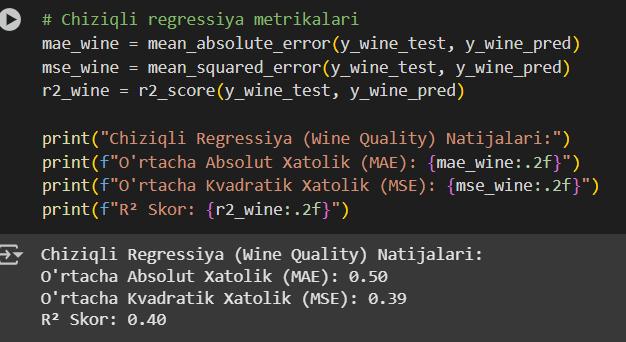 # Chiziqli regressiya metrikalari
mae_wine = mean_absolute_error(y_wine_test, y_wine_pred)
mse_wine = mean_squared_error(y_wine_test, y_wine_pred)
r2_wine = r2_score(y_wine_test, y_wine_pred)
print("Chiziqli Regressiya (Wine Quality) Natijalari:")
print(f"O'rtacha Absolut Xatolik (MAE): {mae_wine:.2f}")
print(f"O'rtacha Kvadratik Xatolik (MSE): {mse_wine:.2f}")
print(f"R² Skor: {r2_wine:.2f}")
Chiziqli Regressiya (Wine Quality) Natijalari:
O'rtacha Absolut Xatolik (MAE): 0.50
O'rtacha Kvadratik Xatolik (MSE): 0.39
R² Skor: 0.40